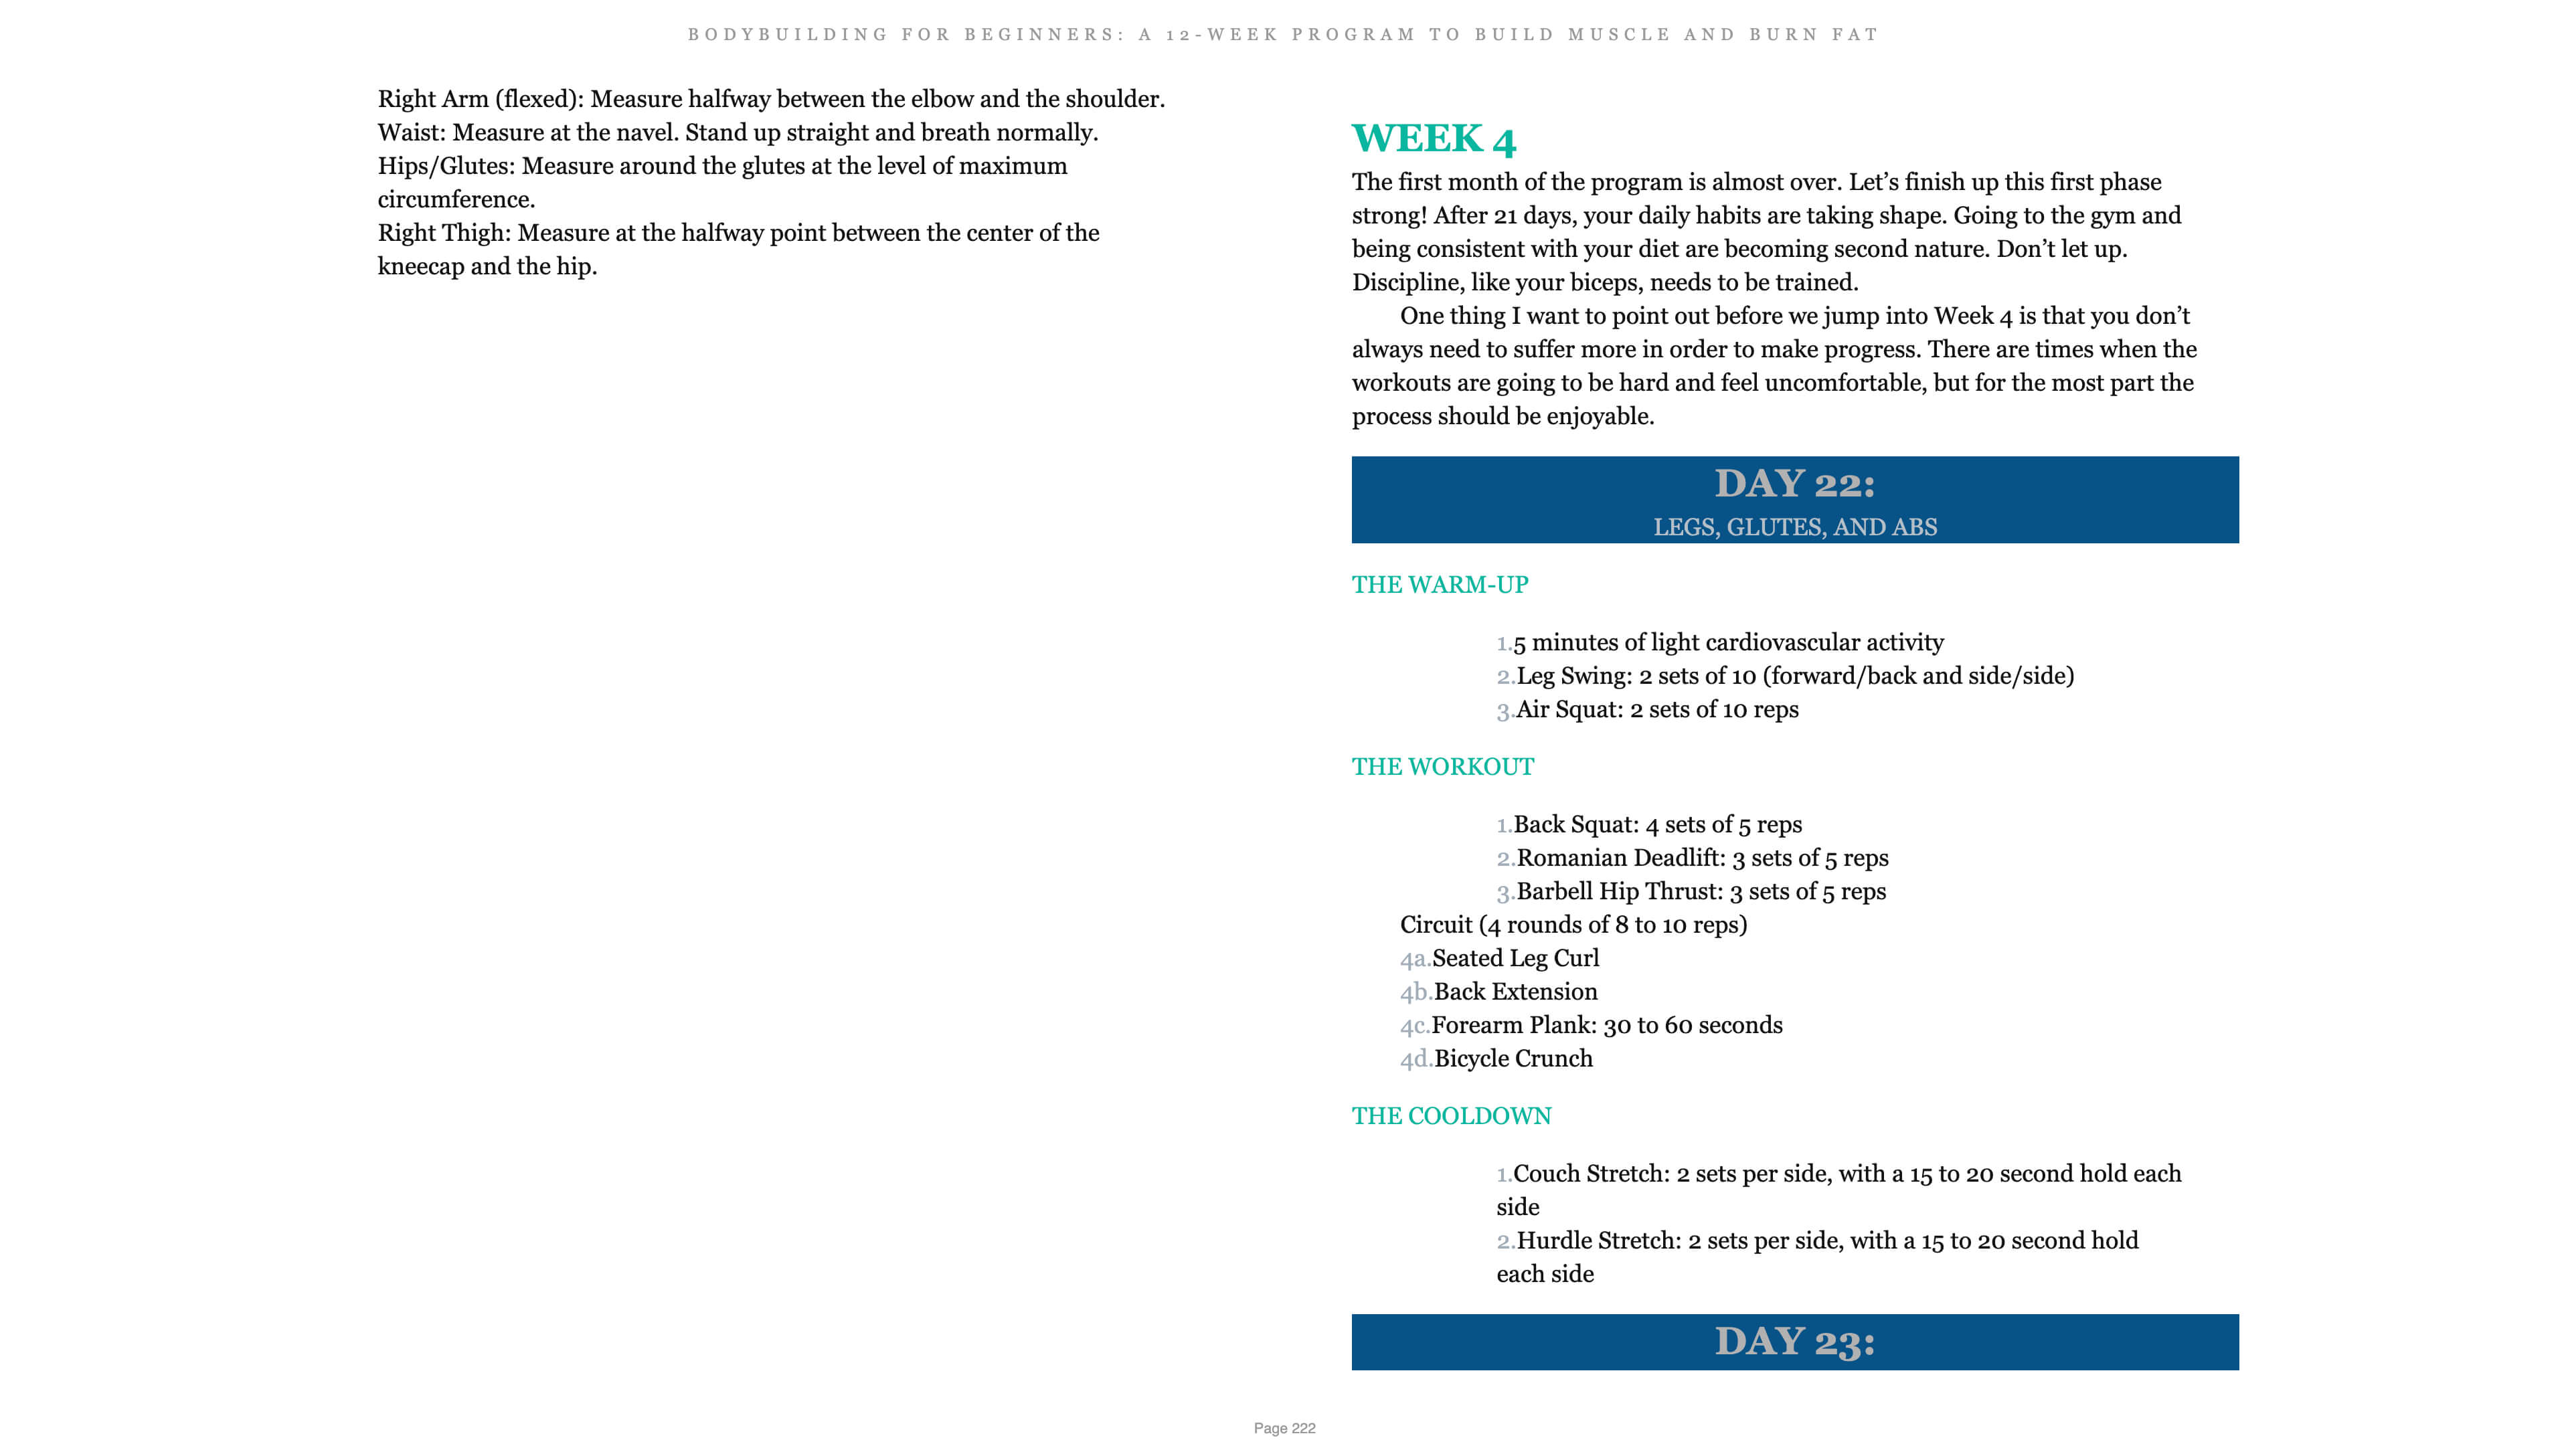 BODYBUILDING FOR BEGINNERS: A 12-WEEK PROGRAM TO BUILD MUSCLE AND BURN FAT
Right Arm (flexed): Measure halfway between the elbow and the shoulder.
Waist: Measure at the navel. Stand up straight and breath normally.
Hips/Glutes: Measure around the glutes at the level of maximum
circumference.
Right Thigh: Measure at the halfway point between the center of the
kneecap and the hip.
WEEK 4
The first month of the program is almost over. Let’s finish up this first phase
strong! After 21 days, your daily habits are taking shape. Going to the gym and
being consistent with your diet are becoming second nature. Don’t let up.
Discipline, like your biceps, needs to be trained.
One thing I want to point out before we jump into Week 4 is that you don’t
always need to suffer more in order to make progress. There are times when the
workouts are going to be hard and feel uncomfortable, but for the most part the
process should be enjoyable.
DAY 22:
LEGS, GLUTES, AND ABS
THE WARM-UP
1.5 minutes of light cardiovascular activity
2.Leg Swing: 2 sets of 10 (forward/back and side/side)
3.Air Squat: 2 sets of 10 reps
THE WORKOUT
1.Back Squat: 4 sets of 5 reps
2.Romanian Deadlift: 3 sets of 5 reps
3.Barbell Hip Thrust: 3 sets of 5 reps
Circuit (4 rounds of 8 to 10 reps)
4a.Seated Leg Curl
4b.Back Extension
4c.Forearm Plank: 30 to 60 seconds
4d.Bicycle Crunch
THE COOLDOWN
1.Couch Stretch: 2 sets per side, with a 15 to 20 second hold each
side
2.Hurdle Stretch: 2 sets per side, with a 15 to 20 second hold
each side
DAY 23:
Page 222